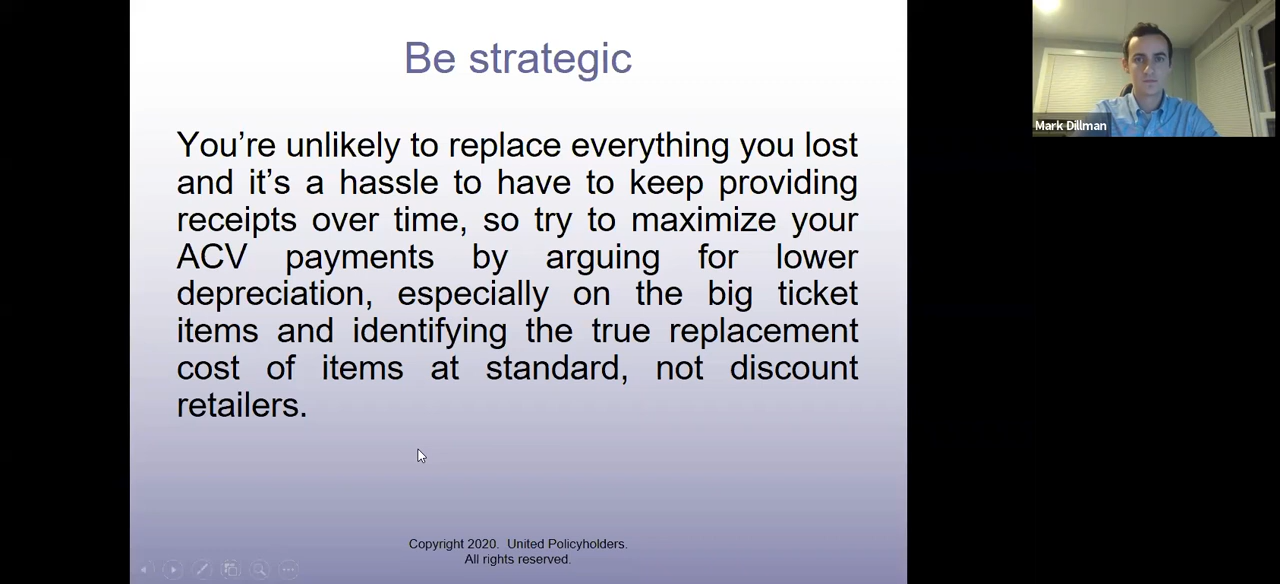 Be strategic
You're unlikely to replace everything you lost
and it's a hassle to have to keep providing
receipts over time, so try to maximize your
ACV payments by arguing for lower
depreciation, especially on the big ticket
items and identifying the true replacement
cost of items at standard, not discount
retailers.
Copyright 2020.  United Policyholders.
All rights reserved.
Mark Dillman